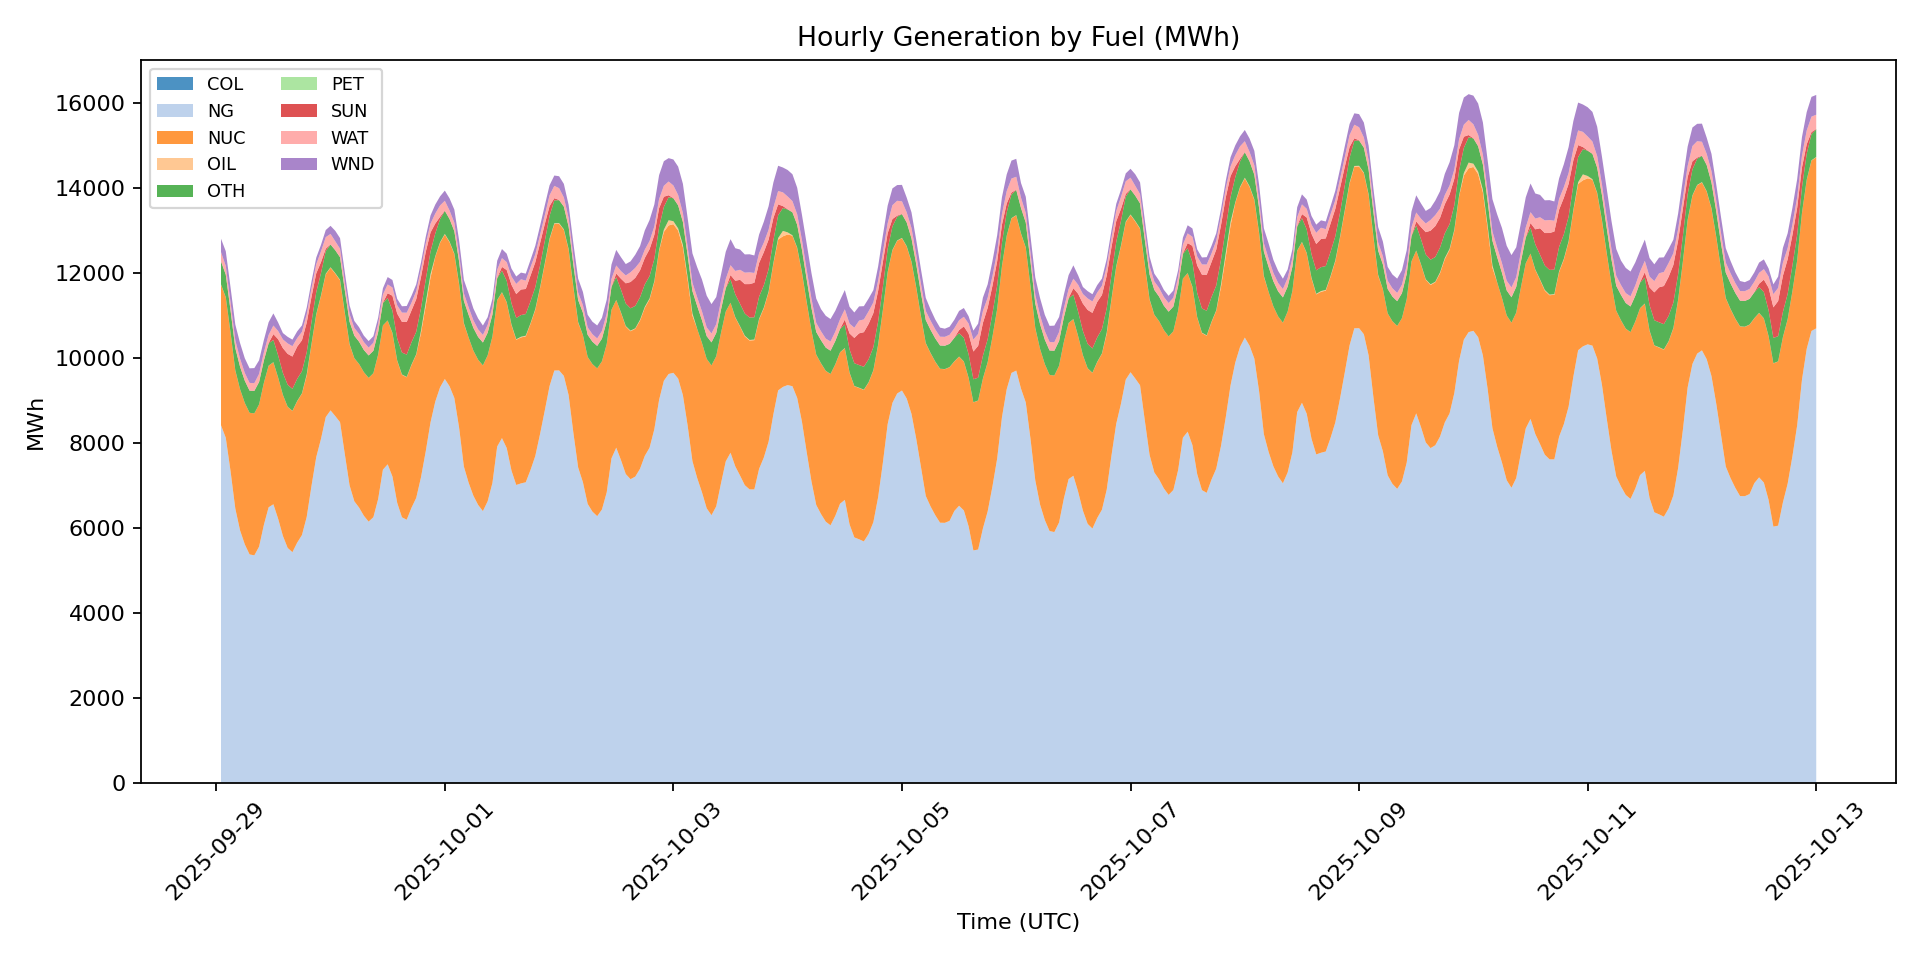 Hourly Generation by Fuel (MWh)
COL
NG
NUC
OIL
OTH
PET
SUN
WAT
WND
MWh
16000
14000
12000
10000
8000
6000
4000
2000
0
2025-09-29
2025-10-01
2025-10-03
2025-10-05
2025-10-07
2025-10-09
2025-10-11
2025-10-13
Time (UTC)